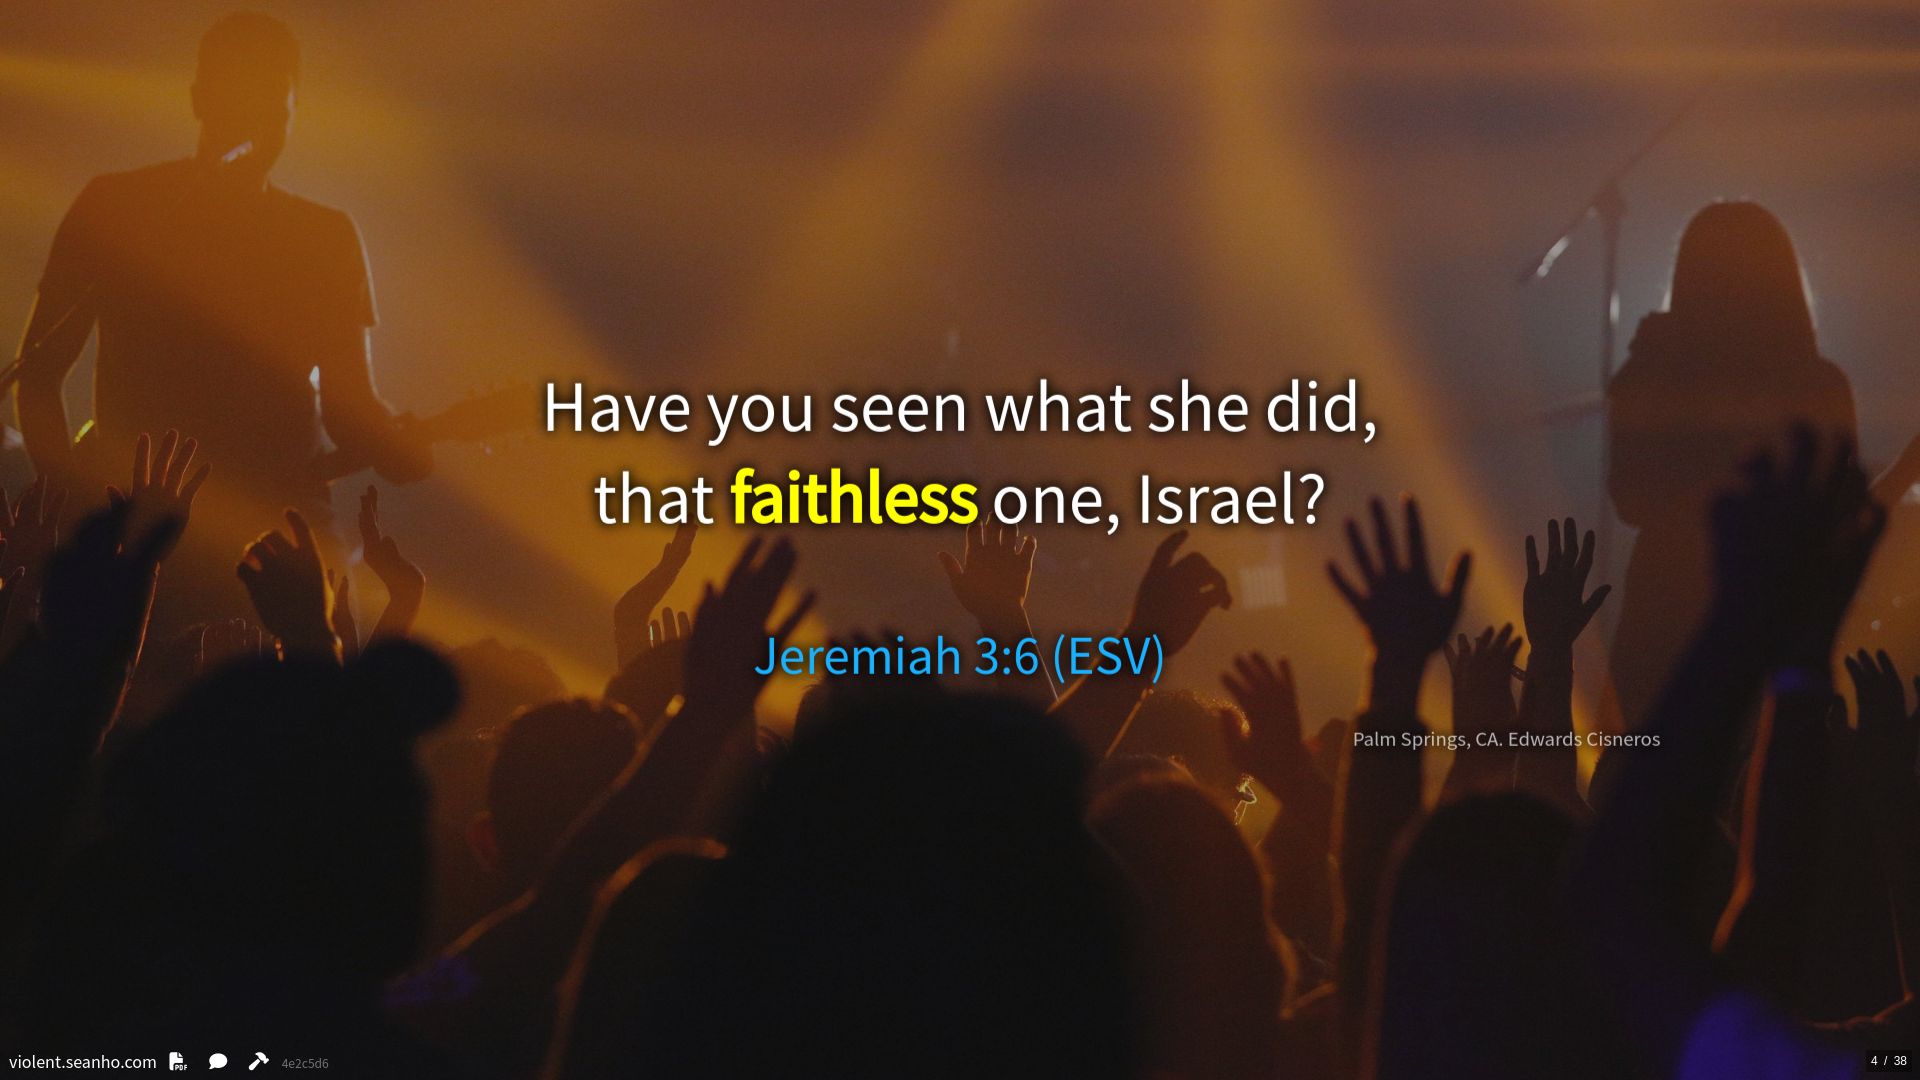 Have you seen what she did,
that faithless one, Israel?
Jeremiah 3:6 (ESV)
Palm Springs, CA. Edwards Cisneros
violent.seanho.com
PDF
4e2c5d6
4 / 38